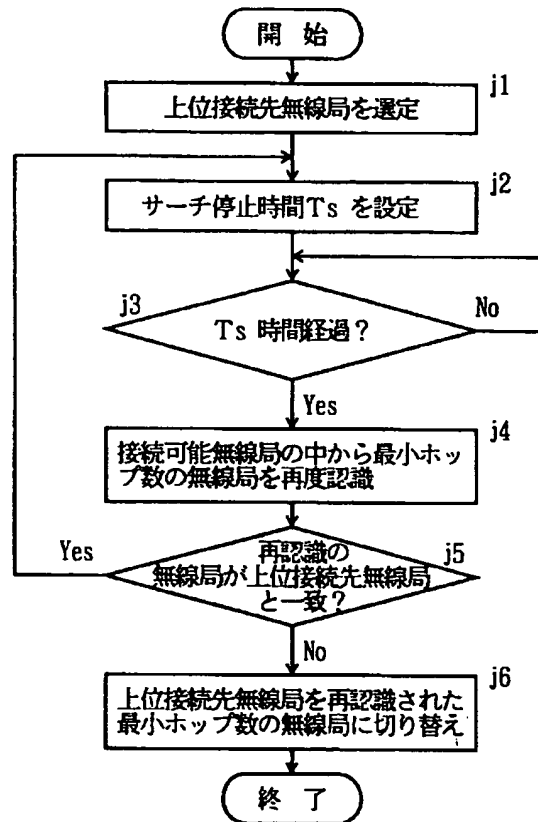 開 始
j1
上位接続先無線局を選定
j2
サーチ停止時間Ts を設定
j3
Ts 時間経過？
No
Yes
j4
接続可能無線局の中から最小ホッ
プ数の無線局を再度認識
Yes
j5
再認識の
無線局が上位接続先無線局
と一致？
No
j6
上位接続先無線局を再認識された
最小ホップ数の無線局に切り替え
終 了